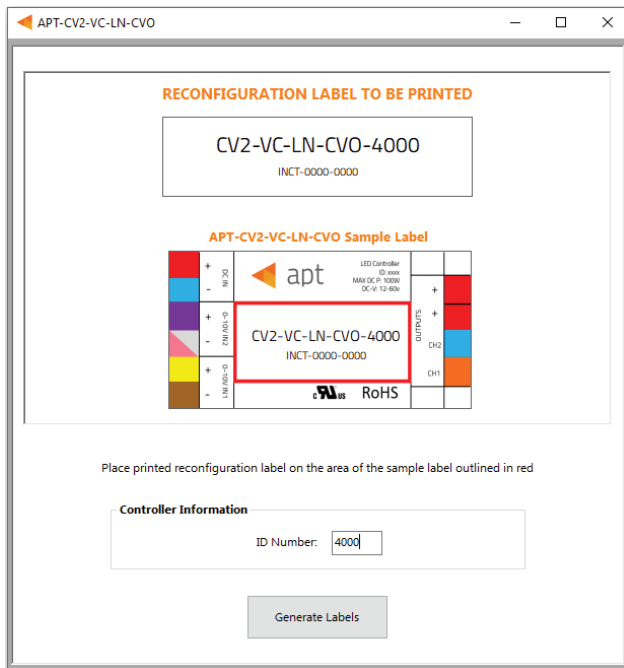 APT-CV2-VC-LN-CVO
RECONFIGURATION LABEL TO BE PRINTED
CV2-VC-LN-CVO-4000
INCT-0000-0000
APT-CV2-VC-LN-CVO Sample Label
+
-
DC IN
+
-
0-10V IN2
+
-
0-10V IN1
apt
LED Controller
ID: xxxx
MAX DC P: 100W
DC-V: 12-60v
CV2-VC-LN-CVO-4000
INCT-0000-0000
c RU us RoHS
OUTPUTS
+
+
CH2
CH1
Place printed reconfiguration label on the area of the sample label outlined in red
Controller Information
ID Number: 4000
Generate Labels